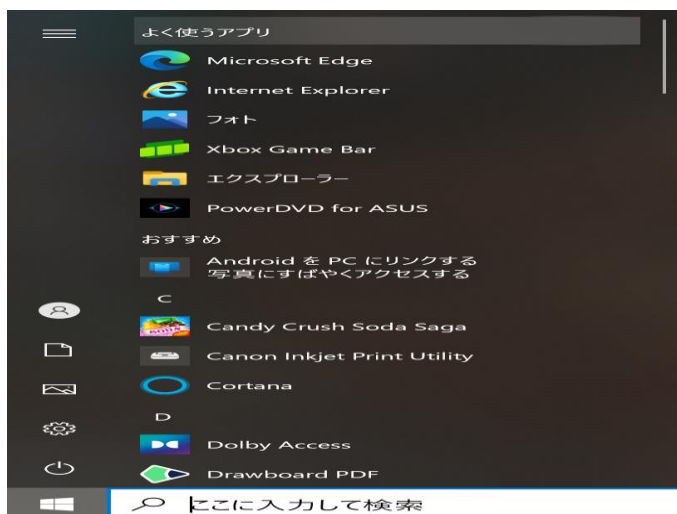 よく使うアプリ
Microsoft Edge
Internet Explorer
フォト
Xbox Game Bar
エクスプローラー
PowerDVD for ASUS
おすすめ
Android を PC にリンクする
写真にすばやくアクセスする
C
Candy Crush Soda Saga
Canon Inkjet Print Utility
Cortana
D
Dolby Access
Drawboard PDF
ここに入力して検索